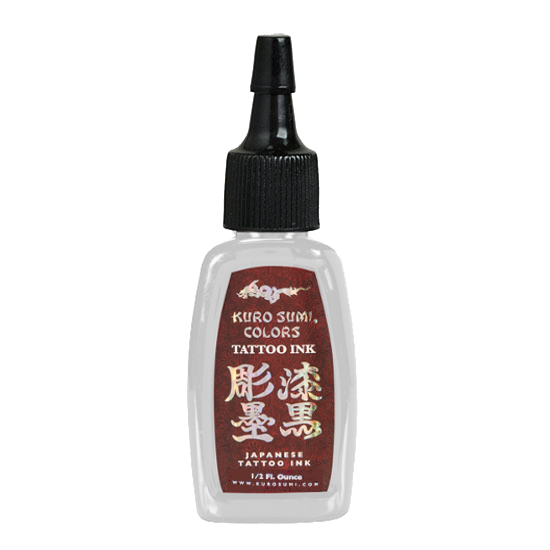 KURO SUMI
COLORS
TATTOO INK
彫漆
墨黒
JAPANESE
TATTOO INK
1/2 Fl. Ounce
WWW.KUROSUMI.COM